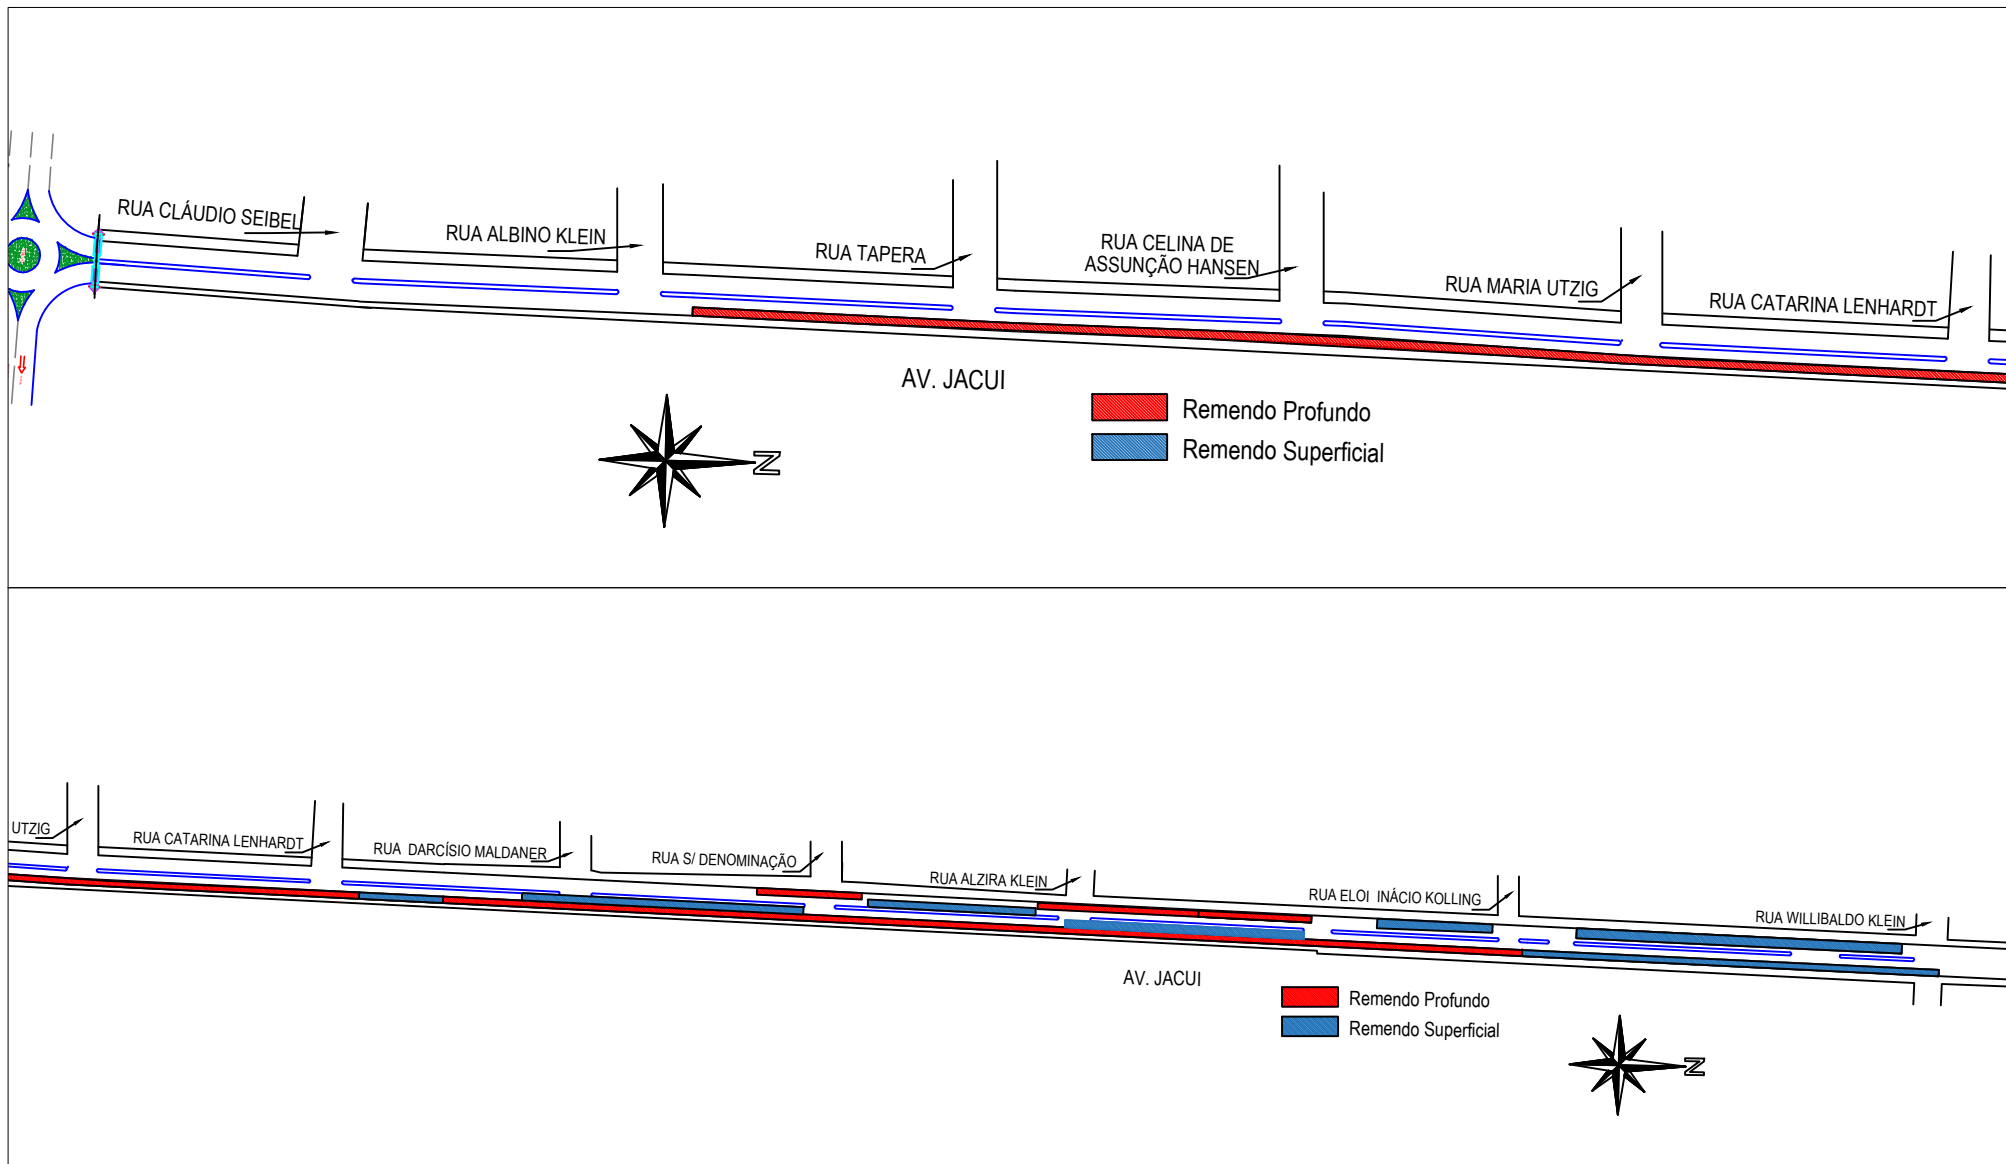 RUA CLÁUDIO SEIBEL
RUA ALBINO KLEIN
RUA TAPERA
RUA CELINA DE
ASSUNÇÃO HANSEN
RUA MARIA UTZIG
RUA CATARINA LENHARDT
AV. JACUI
Remendo Profundo
Remendo Superficial
N
UTZIG
RUA CATARINA LENHARDT
RUA DARCÍSIO MALDANER
RUA S/ DENOMINAÇÃO
RUA ALZIRA KLEIN
RUA ELOI INÁCIO KOLLING
RUA WILLIBALDO KLEIN
AV. JACUI
Remendo Profundo
Remendo Superficial
N